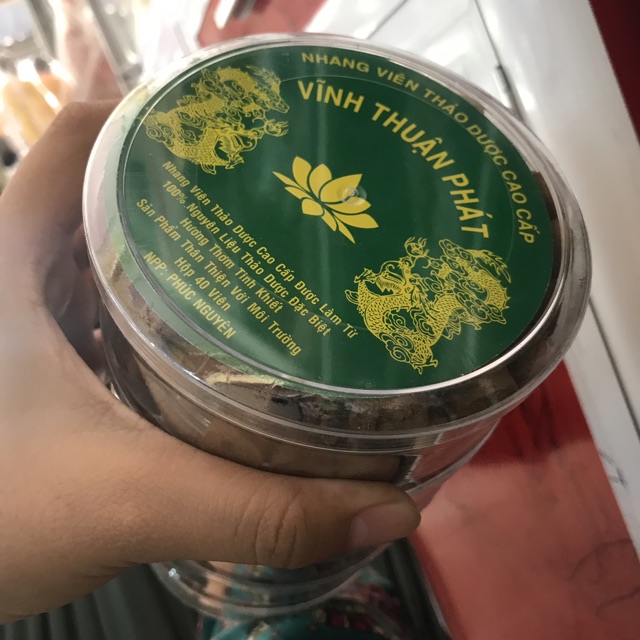 NHANG VIÊN THẢO DƯỢC CAO CẤP
VĨNH THUẬN PHÁT
Nhang Viên Thảo Dược Cao Cấp Được Làm Từ
100% Nguyên Liệu Thảo Dược Đặc Biệt
Hương Thơm Tinh Khiết
Sản Phẩm Thân Thiện Với Môi Trường
Hộp 40 Viên
NPP: PHÚC NGUYÊN